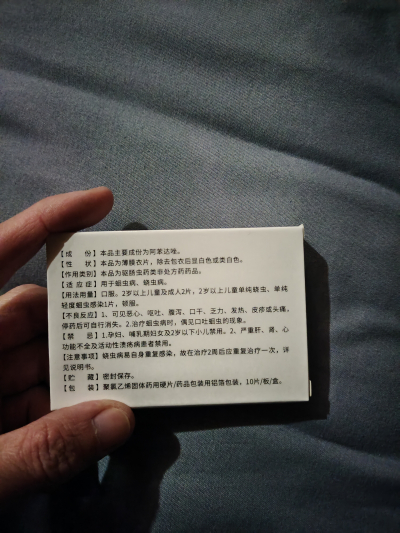 【成　　份】本品主要成份为阿苯达唑。
【性　　状】本品为薄膜衣片，除去包衣后显白色或类白色。
【作用类别】本品为驱肠虫药类非处方药药品。
【适 应 症】用于蛔虫病、蛲虫病。
【用法用量】口服。2岁以上儿童及成人2片，2岁以上儿童单纯蛲虫、单纯
轻度蛔虫感染1片，顿服。
【不良反应】1、可见恶心、呕吐、腹泻、口干、乏力、发热、皮疹或头痛，
停药后可自行消失。2.治疗蛔虫病时，偶见口吐蛔虫的现象。
【禁　　忌】1.孕妇、哺乳期妇女及2岁以下小儿禁用。2、严重肝、肾、心
功能不全及活动性溃疡病患者禁用。
【注意事项】蛲虫病易自身重复感染，故在治疗2周后应重复治疗一次，详
见说明书。
【贮　　藏】密封保存。
【包　　装】聚氯乙烯固体药用硬片/药品包装用铝箔包装，10片/板/盒。